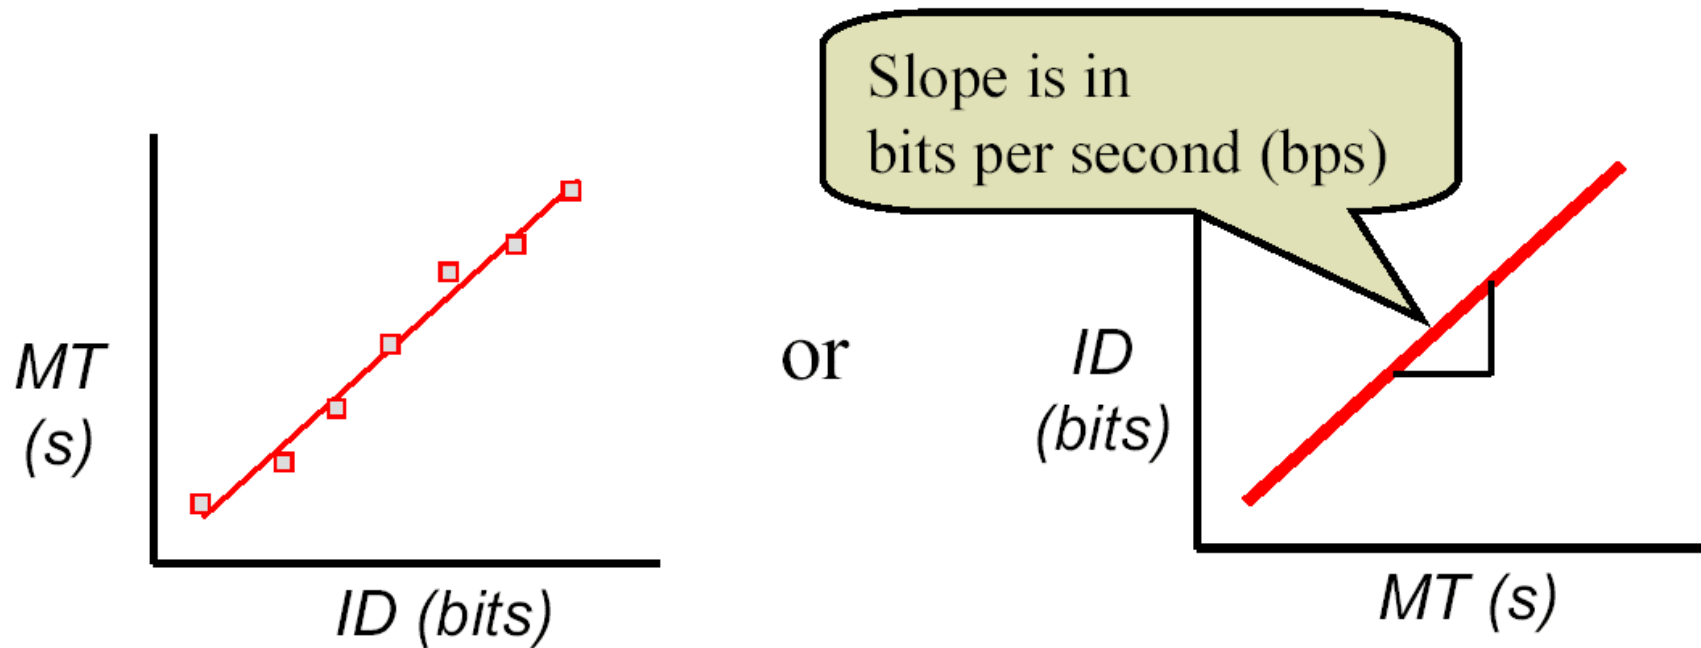 MT
(s)
ID (bits)
or
Slope is in
bits per second (bps)
ID
(bits)
MT (s)